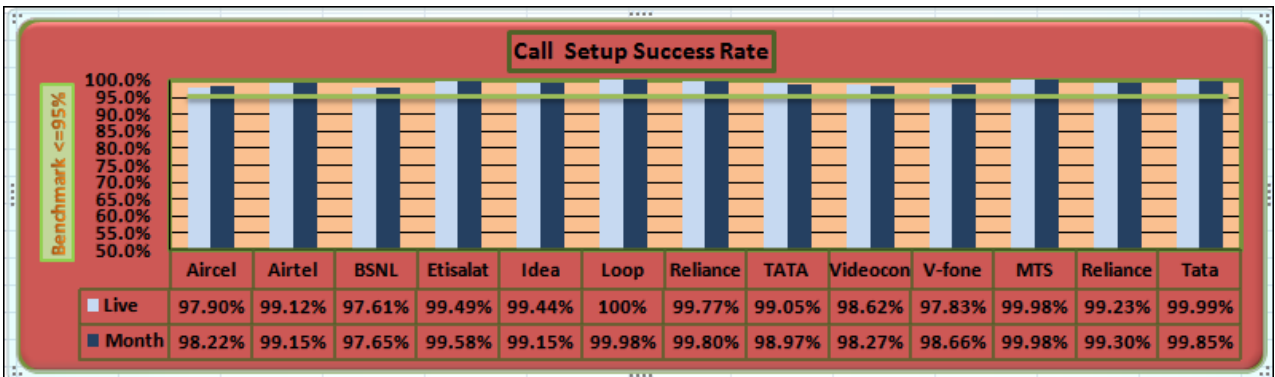 Call Setup Success Rate
Benchmark <=95%
100.0%
95.0%
90.0%
85.0%
80.0%
75.0%
70.0%
65.0%
60.0%
55.0%
50.0%
Aircel Airtel BSNL Etisalat Idea Loop Reliance TATA Videocon V-fone MTS Reliance Tata
Live 97.90% 99.12% 97.61% 99.49% 99.44% 100% 99.77% 99.05% 98.62% 97.83% 99.98% 99.23% 99.99%
Month 98.22% 99.15% 97.65% 99.58% 99.15% 99.98% 99.80% 98.97% 98.27% 98.66% 99.98% 99.30% 99.85%